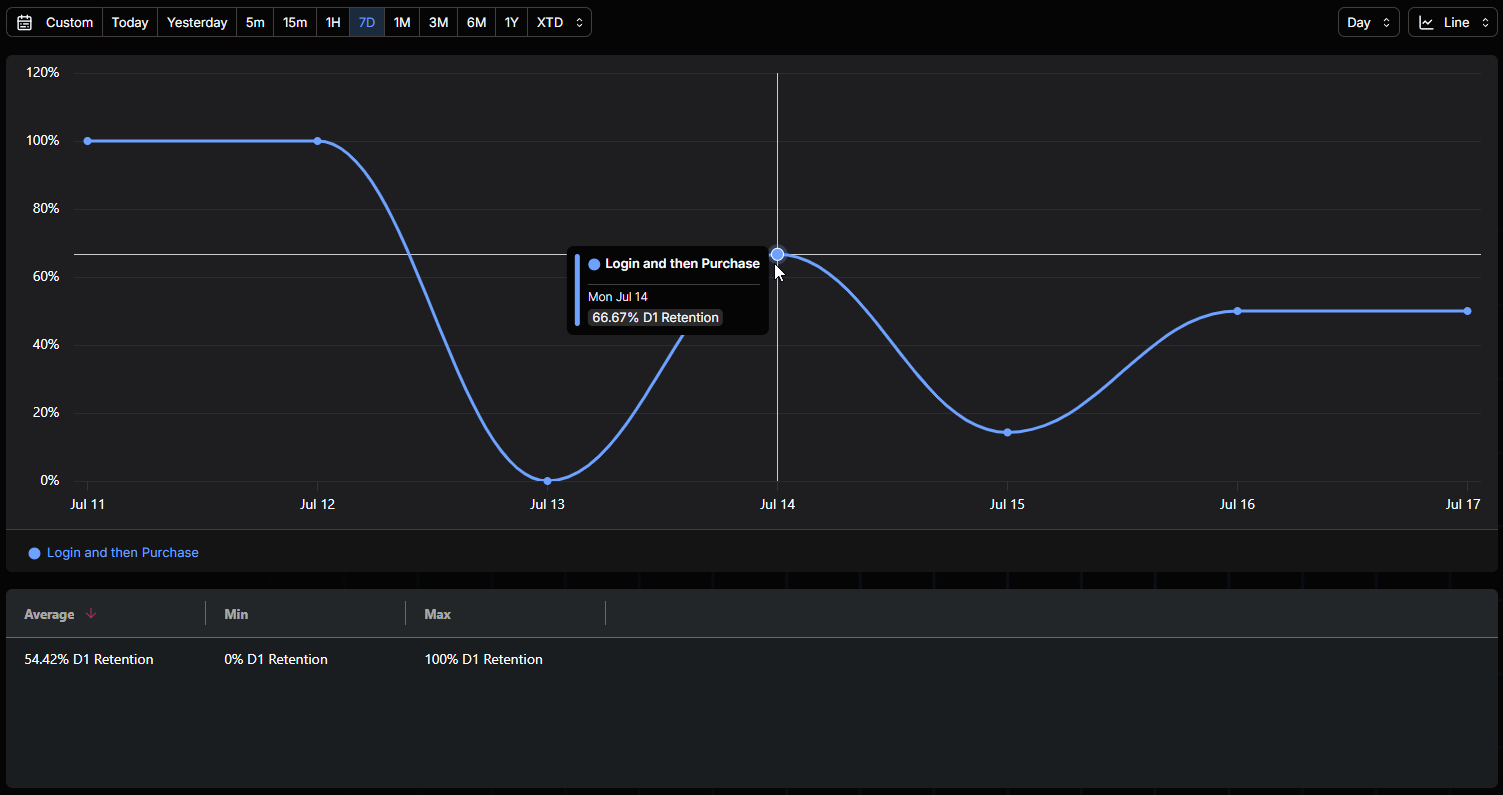 Custom Today Yesterday 5m 15m 1H 7D 1M 3M 6M 1Y XTD Day Line
120%
100%
80%
60%
40%
20%
0%
Login and then Purchase
Mon Jul 14
66.67% D1 Retention
Jul 11 Jul 12 Jul 13 Jul 14 Jul 15 Jul 16 Jul 17
Login and then Purchase
Average Min Max
54.42% D1 Retention 0% D1 Retention 100% D1 Retention